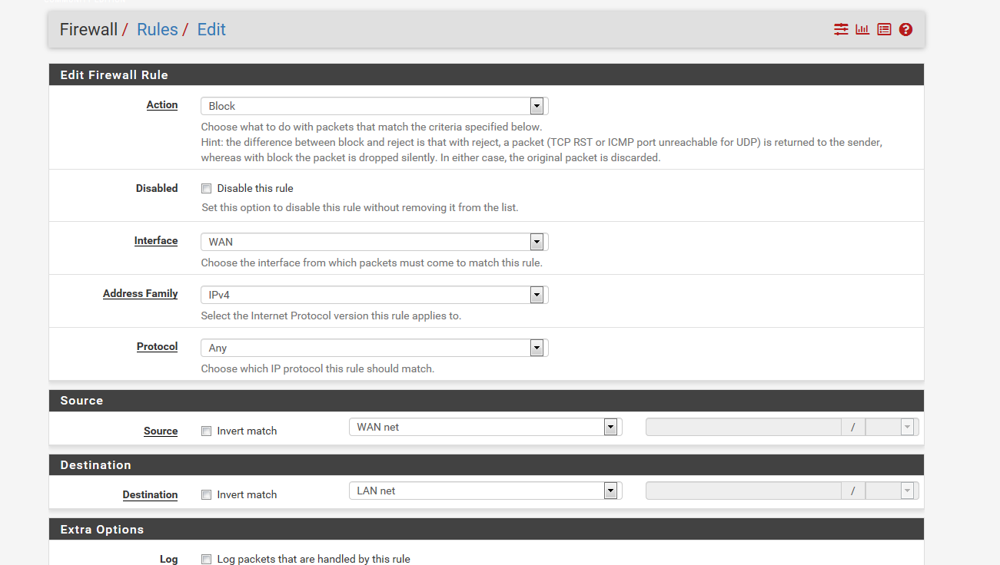 Firewall / Rules / Edit
Edit Firewall Rule
Action
Block
Choose what to do with packets that match the criteria specified below.
Hint: the difference between block and reject is that with reject, a packet (TCP RST or ICMP port unreachable for UDP) is returned to the sender,
whereas with block the packet is dropped silently. In either case, the original packet is discarded.
Disabled
Disable this rule
Set this option to disable this rule without removing it from the list.
Interface
WAN
Choose the interface from which packets must come to match this rule.
Address Family
IPv4
Select the Internet Protocol version this rule applies to.
Protocol
Any
Choose which IP protocol this rule should match.
Source
Source
Invert match
WAN net
/
Destination
Destination
Invert match
LAN net
/
Extra Options
Log
Log packets that are handled by this rule